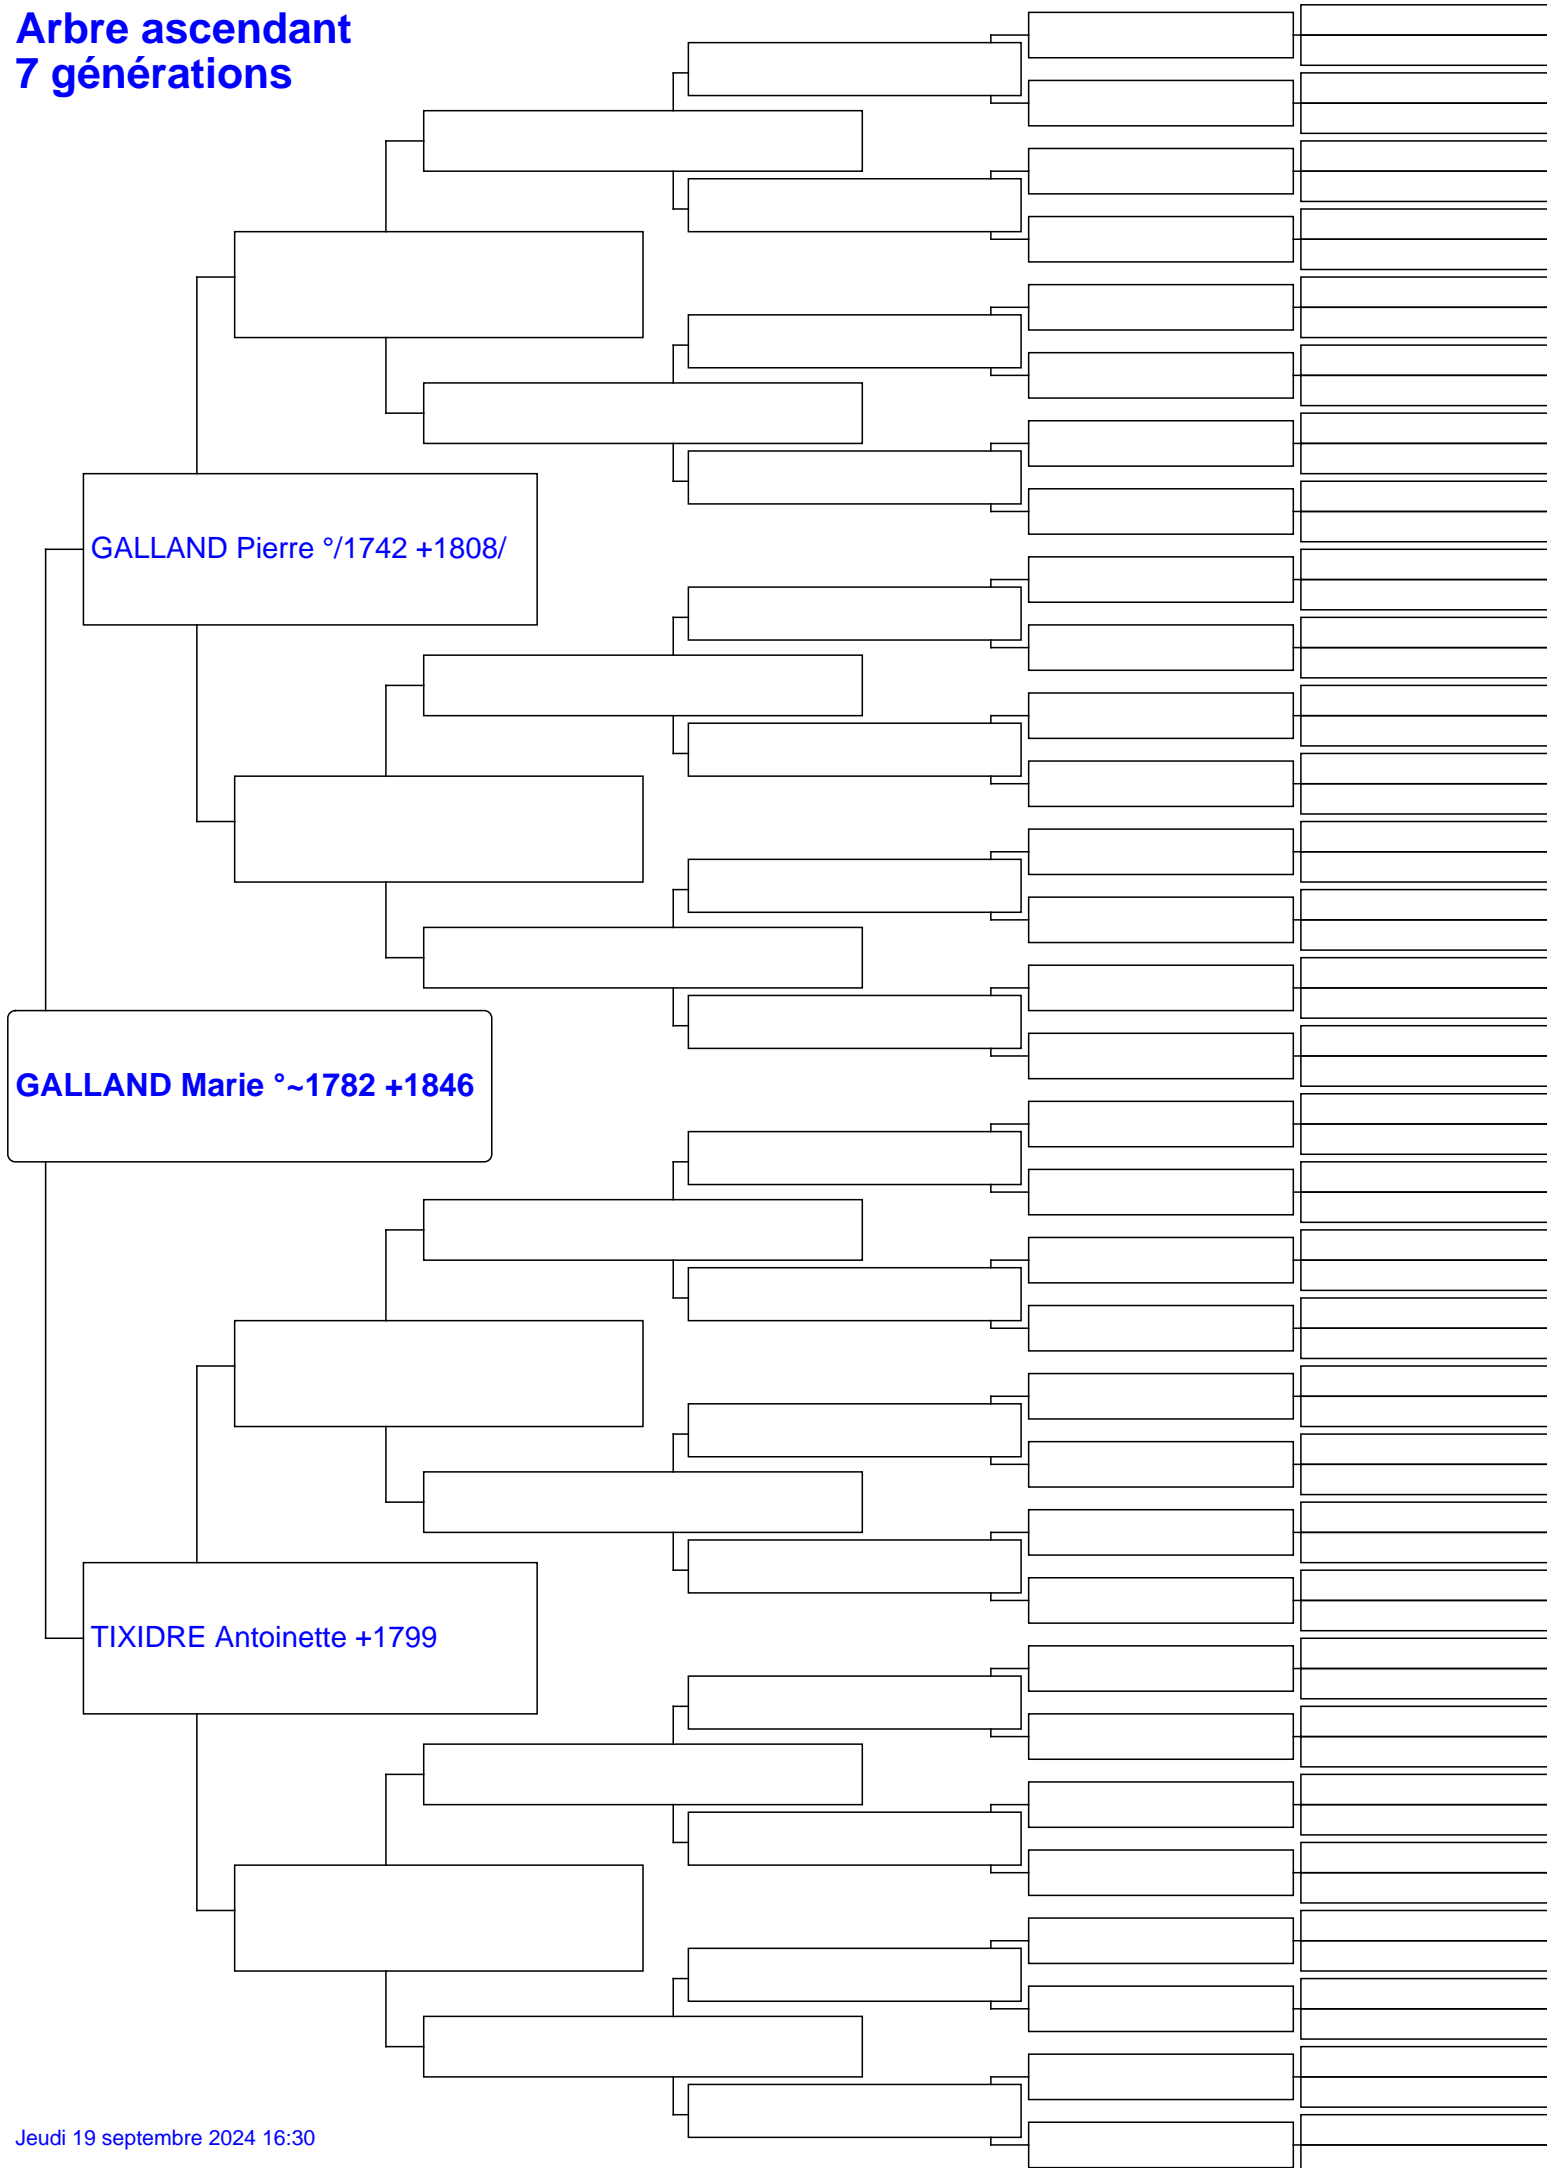 Arbre ascendant
7 générations
GALLAND Pierre °/1742 +1808/
GALLAND Marie °~1782 +1846
TIXIDRE Antoinette +1799
Jeudi 19 septembre 2024 16:30